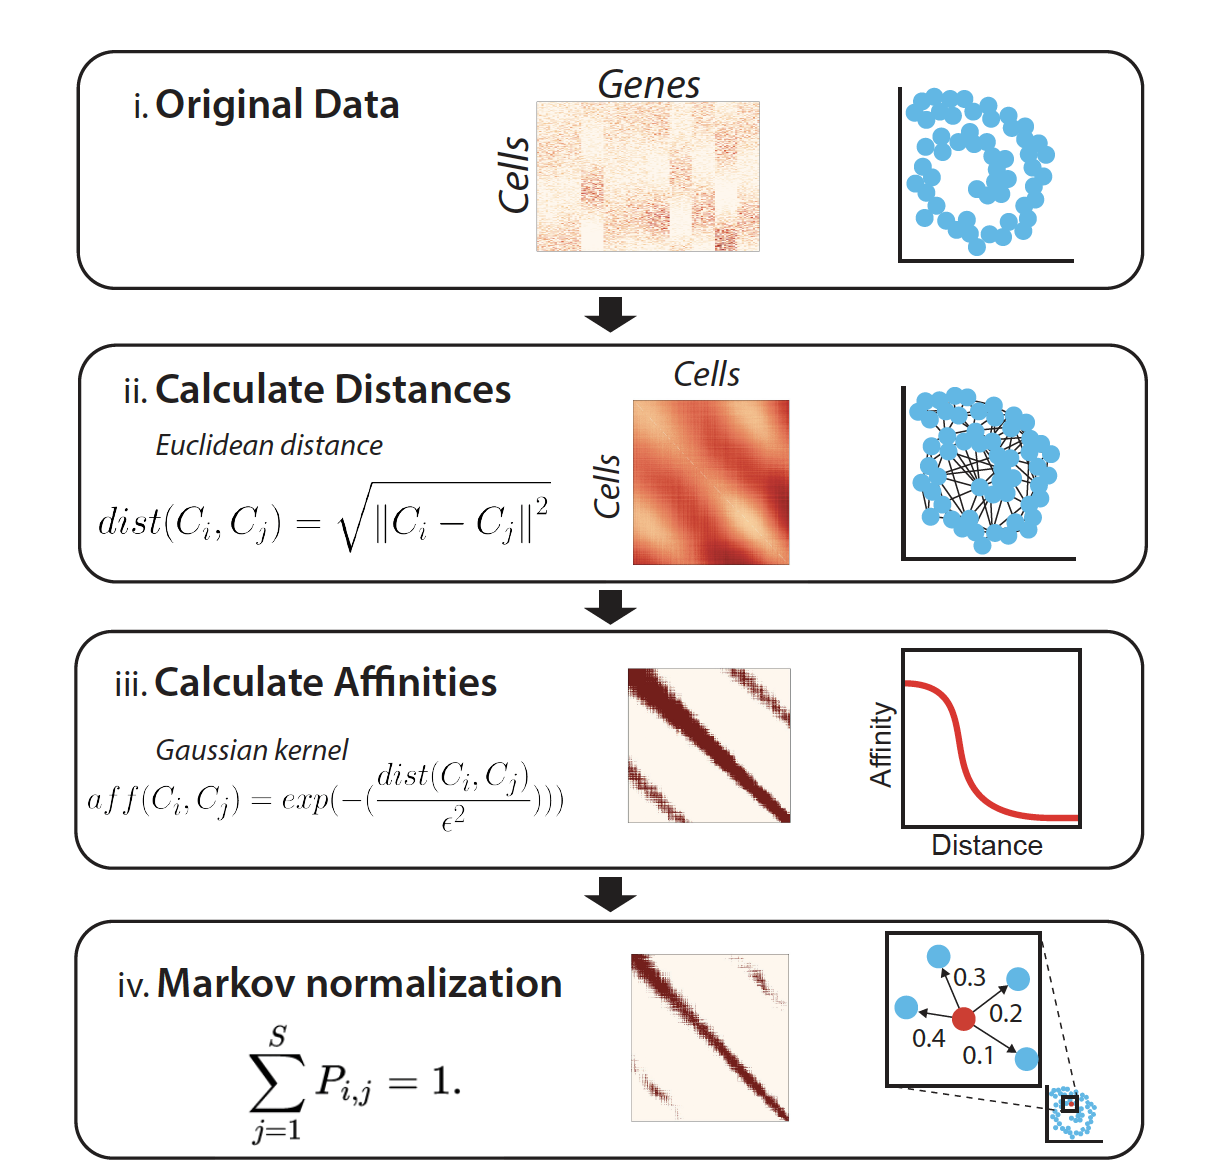 i. Original Data
Genes
Cells
ii. Calculate Distances
Euclidean distance
dist(C_i, C_j) = √‖C_i − C_j‖²
Cells
Cells
iii. Calculate Affinities
Gaussian kernel
aff(C_i, C_j) = exp(−(dist(C_i, C_j)/ϵ²)))
Affinity
Distance
iv. Markov normalization
∑_{j=1}^{S} P_{i,j} = 1.
0.3
0.2
0.4
0.1